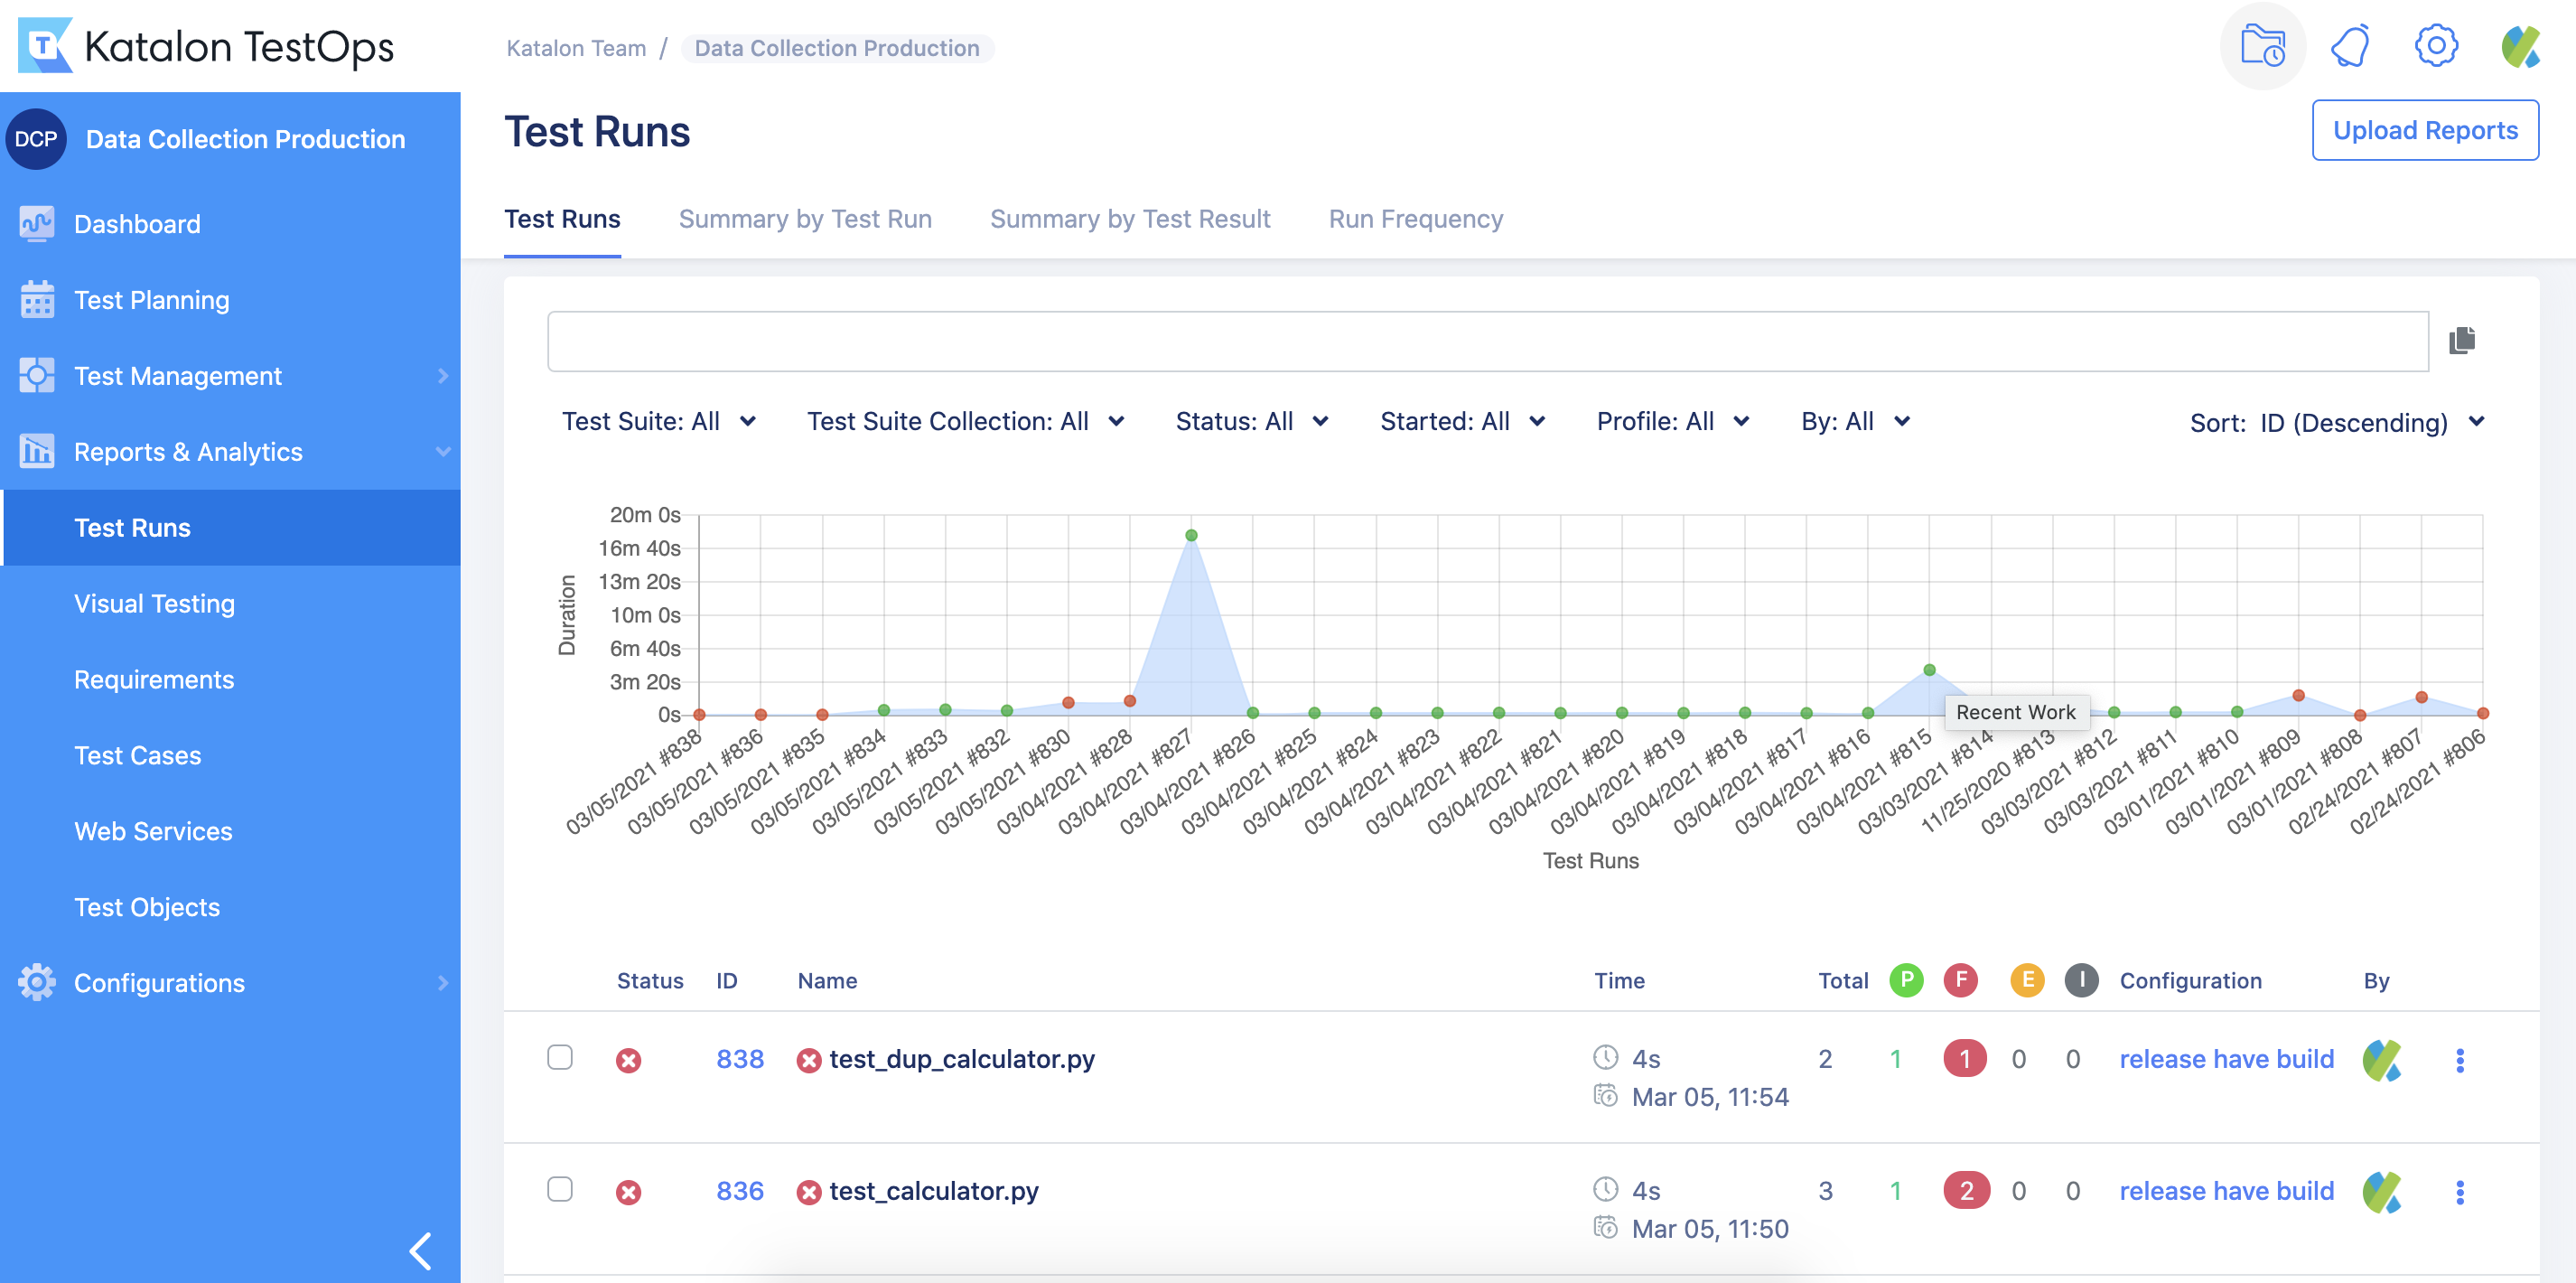 Katalon TestOps
Katalon Team / Data Collection Production
DCP Data Collection Production
Dashboard
Test Planning
Test Management
Reports & Analytics
Test Runs
Visual Testing
Requirements
Test Cases
Web Services
Test Objects
Configurations
Test Runs
Upload Reports
Test Runs Summary by Test Run Summary by Test Result Run Frequency
Test Suite: All Test Suite Collection: All Status: All Started: All Profile: All By: All Sort: ID (Descending)
Duration
20m 0s
16m 40s
13m 20s
10m 0s
6m 40s
3m 20s
0s
Recent Work
03/05/2021 #838
03/05/2021 #836
03/05/2021 #835
03/05/2021 #834
03/05/2021 #833
03/05/2021 #832
03/05/2021 #830
03/04/2021 #828
03/04/2021 #827
03/04/2021 #826
03/04/2021 #825
03/04/2021 #824
03/04/2021 #823
03/04/2021 #822
03/04/2021 #821
03/04/2021 #820
03/04/2021 #819
03/04/2021 #818
03/04/2021 #817
03/04/2021 #816
03/04/2021 #815
03/03/2021 #814
11/25/2020 #813
03/03/2021 #812
03/03/2021 #811
03/01/2021 #810
03/01/2021 #809
03/01/2021 #808
02/24/2021 #807
02/24/2021 #806
Test Runs
Status ID Name Time Total P F E I Configuration By
838 test_dup_calculator.py 4s 2 1 1 0 0 release have build
Mar 05, 11:54
836 test_calculator.py 4s 3 1 2 0 0 release have build
Mar 05, 11:50